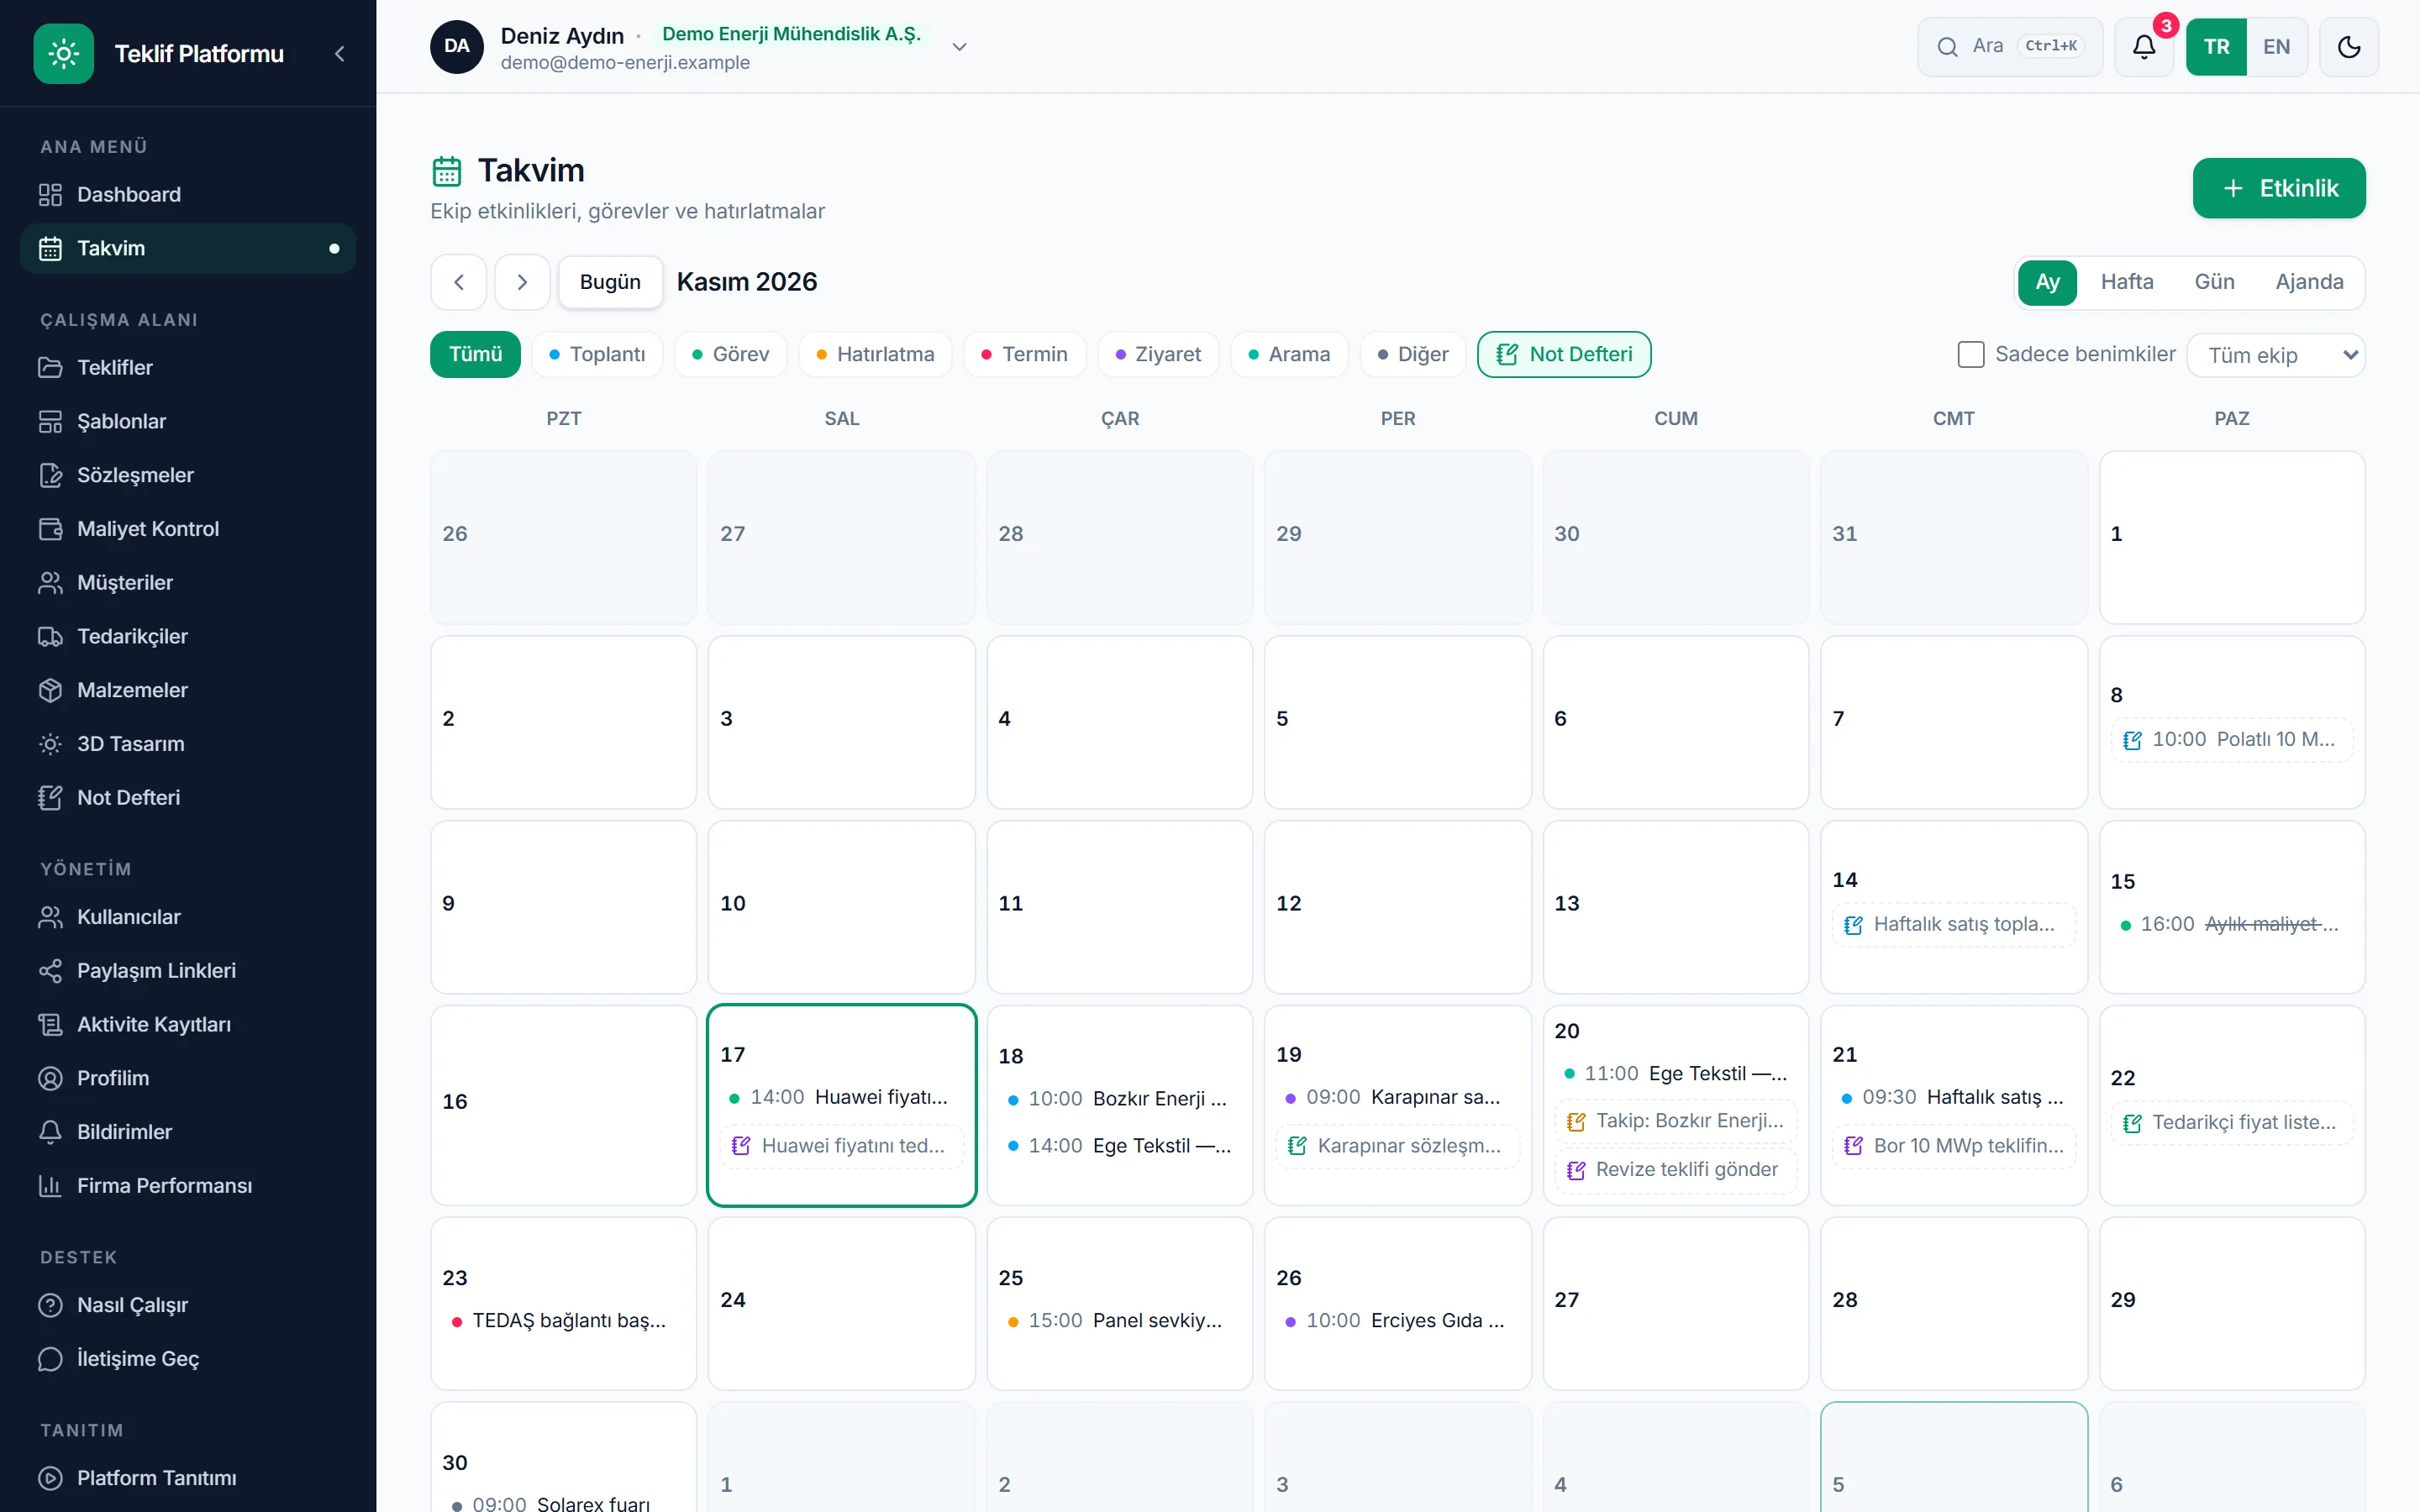 Teklif Platformu
ANA MENÜ
Dashboard
Takvim
ÇALIŞMA ALANI
Teklifler
Şablonlar
Sözleşmeler
Maliyet Kontrol
Müşteriler
Tedarikçiler
Malzemeler
3D Tasarım
Not Defteri
YÖNETİM
Kullanıcılar
Paylaşım Linkleri
Aktivite Kayıtları
Profilim
Bildirimler
Firma Performansı
DESTEK
Nasıl Çalışır
İletişime Geç
TANITIM
Platform Tanıtımı
DA
Deniz Aydın · Demo Enerji Mühendislik A.Ş.
demo@demo-enerji.example
Ara Ctrl+K
3
TR EN
Takvim
Ekip etkinlikleri, görevler ve hatırlatmalar
+ Etkinlik
Bugün Kasım 2026
Ay Hafta Gün Ajanda
Tümü Toplantı Görev Hatırlatma Termin Ziyaret Arama Diğer Not Defteri
Sadece benimkiler Tüm ekip
PZT SAL ÇAR PER CUM CMT PAZ
26 27 28 29 30 31 1
2 3 4 5 6 7 8
10:00 Polatlı 10 M...
9 10 11 12 13 14 15
Haftalık satış topla...
16:00 Aylık maliyet-...
16
17
14:00 Huawei fiyatı...
Huawei fiyatını ted...
18
10:00 Bozkır Enerji ...
14:00 Ege Tekstil —...
19
09:00 Karapınar sa...
Karapınar sözleşm...
20
11:00 Ege Tekstil —...
Takip: Bozkır Enerji...
Revize teklifi gönder
21
09:30 Haftalık satış ...
Bor 10 MWp teklifin...
22
Tedarikçi fiyat liste...
23
TEDAŞ bağlantı baş...
24
25
15:00 Panel sevkiy...
26
10:00 Erciyes Gıda ...
27
28
29
30
09:00 Solarex fuarı
1 2 3 4 5 6